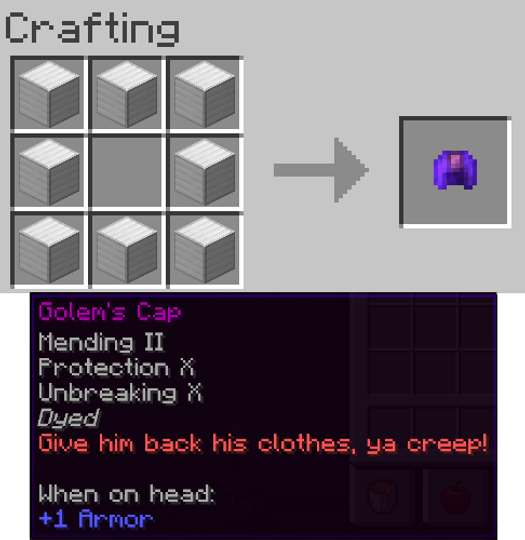 Crafting
Golem's Cap
Mending II
Protection X
Unbreaking X
Dyed
Give him back his clothes, ya creep!
When on head:
+1 Armor